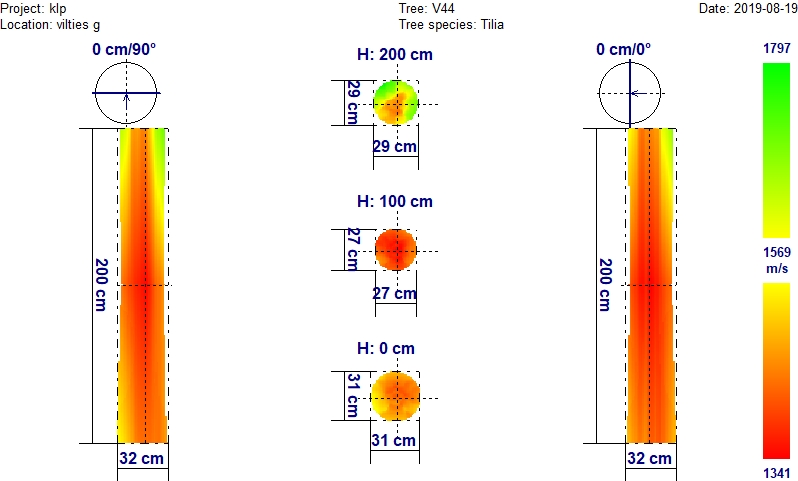 Project: klp Tree: V44 Date: 2019-08-19
Location: vilties g Tree species: Tilia
0 cm/90° H: 200 cm 0 cm/0° 1797
29 cm
29 cm
H: 100 cm
27 cm
27 cm
200 cm
200 cm
1569
m/s
H: 0 cm
31 cm
31 cm
32 cm
32 cm
1341